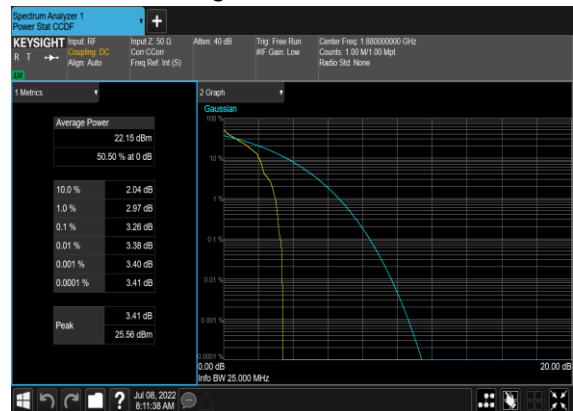 Spectrum Analyzer 1
Power Stat CCDF
+
KEYSIGHT
R T
LW
Input: RF
Coupling: DC
Align: Auto
Input Z: 50 Ω
Corr CCorr
Freq Ref: Int (S)
Atten: 40 dB
Trig: Free Run
#IF Gain: Low
Center Freq: 1.880000000 GHz
Counts: 1.00 M/1.00 Mpt
Radio Std: None
1 Metrics
Average Power
22.15 dBm
50.50 % at 0 dB
10.0 % 2.04 dB
1.0 % 2.97 dB
0.1 % 3.26 dB
0.01 % 3.38 dB
0.001 % 3.40 dB
0.0001 % 3.41 dB
Peak
3.41 dB
25.56 dBm
2 Graph
Gaussian
100 %
10 %
1 %
0.1 %
0.01 %
0.001 %
0.0001 %
0.00 dB 20.00 dB
Info BW 25.000 MHz
?
Jul 08, 2022
8:11:38 AM